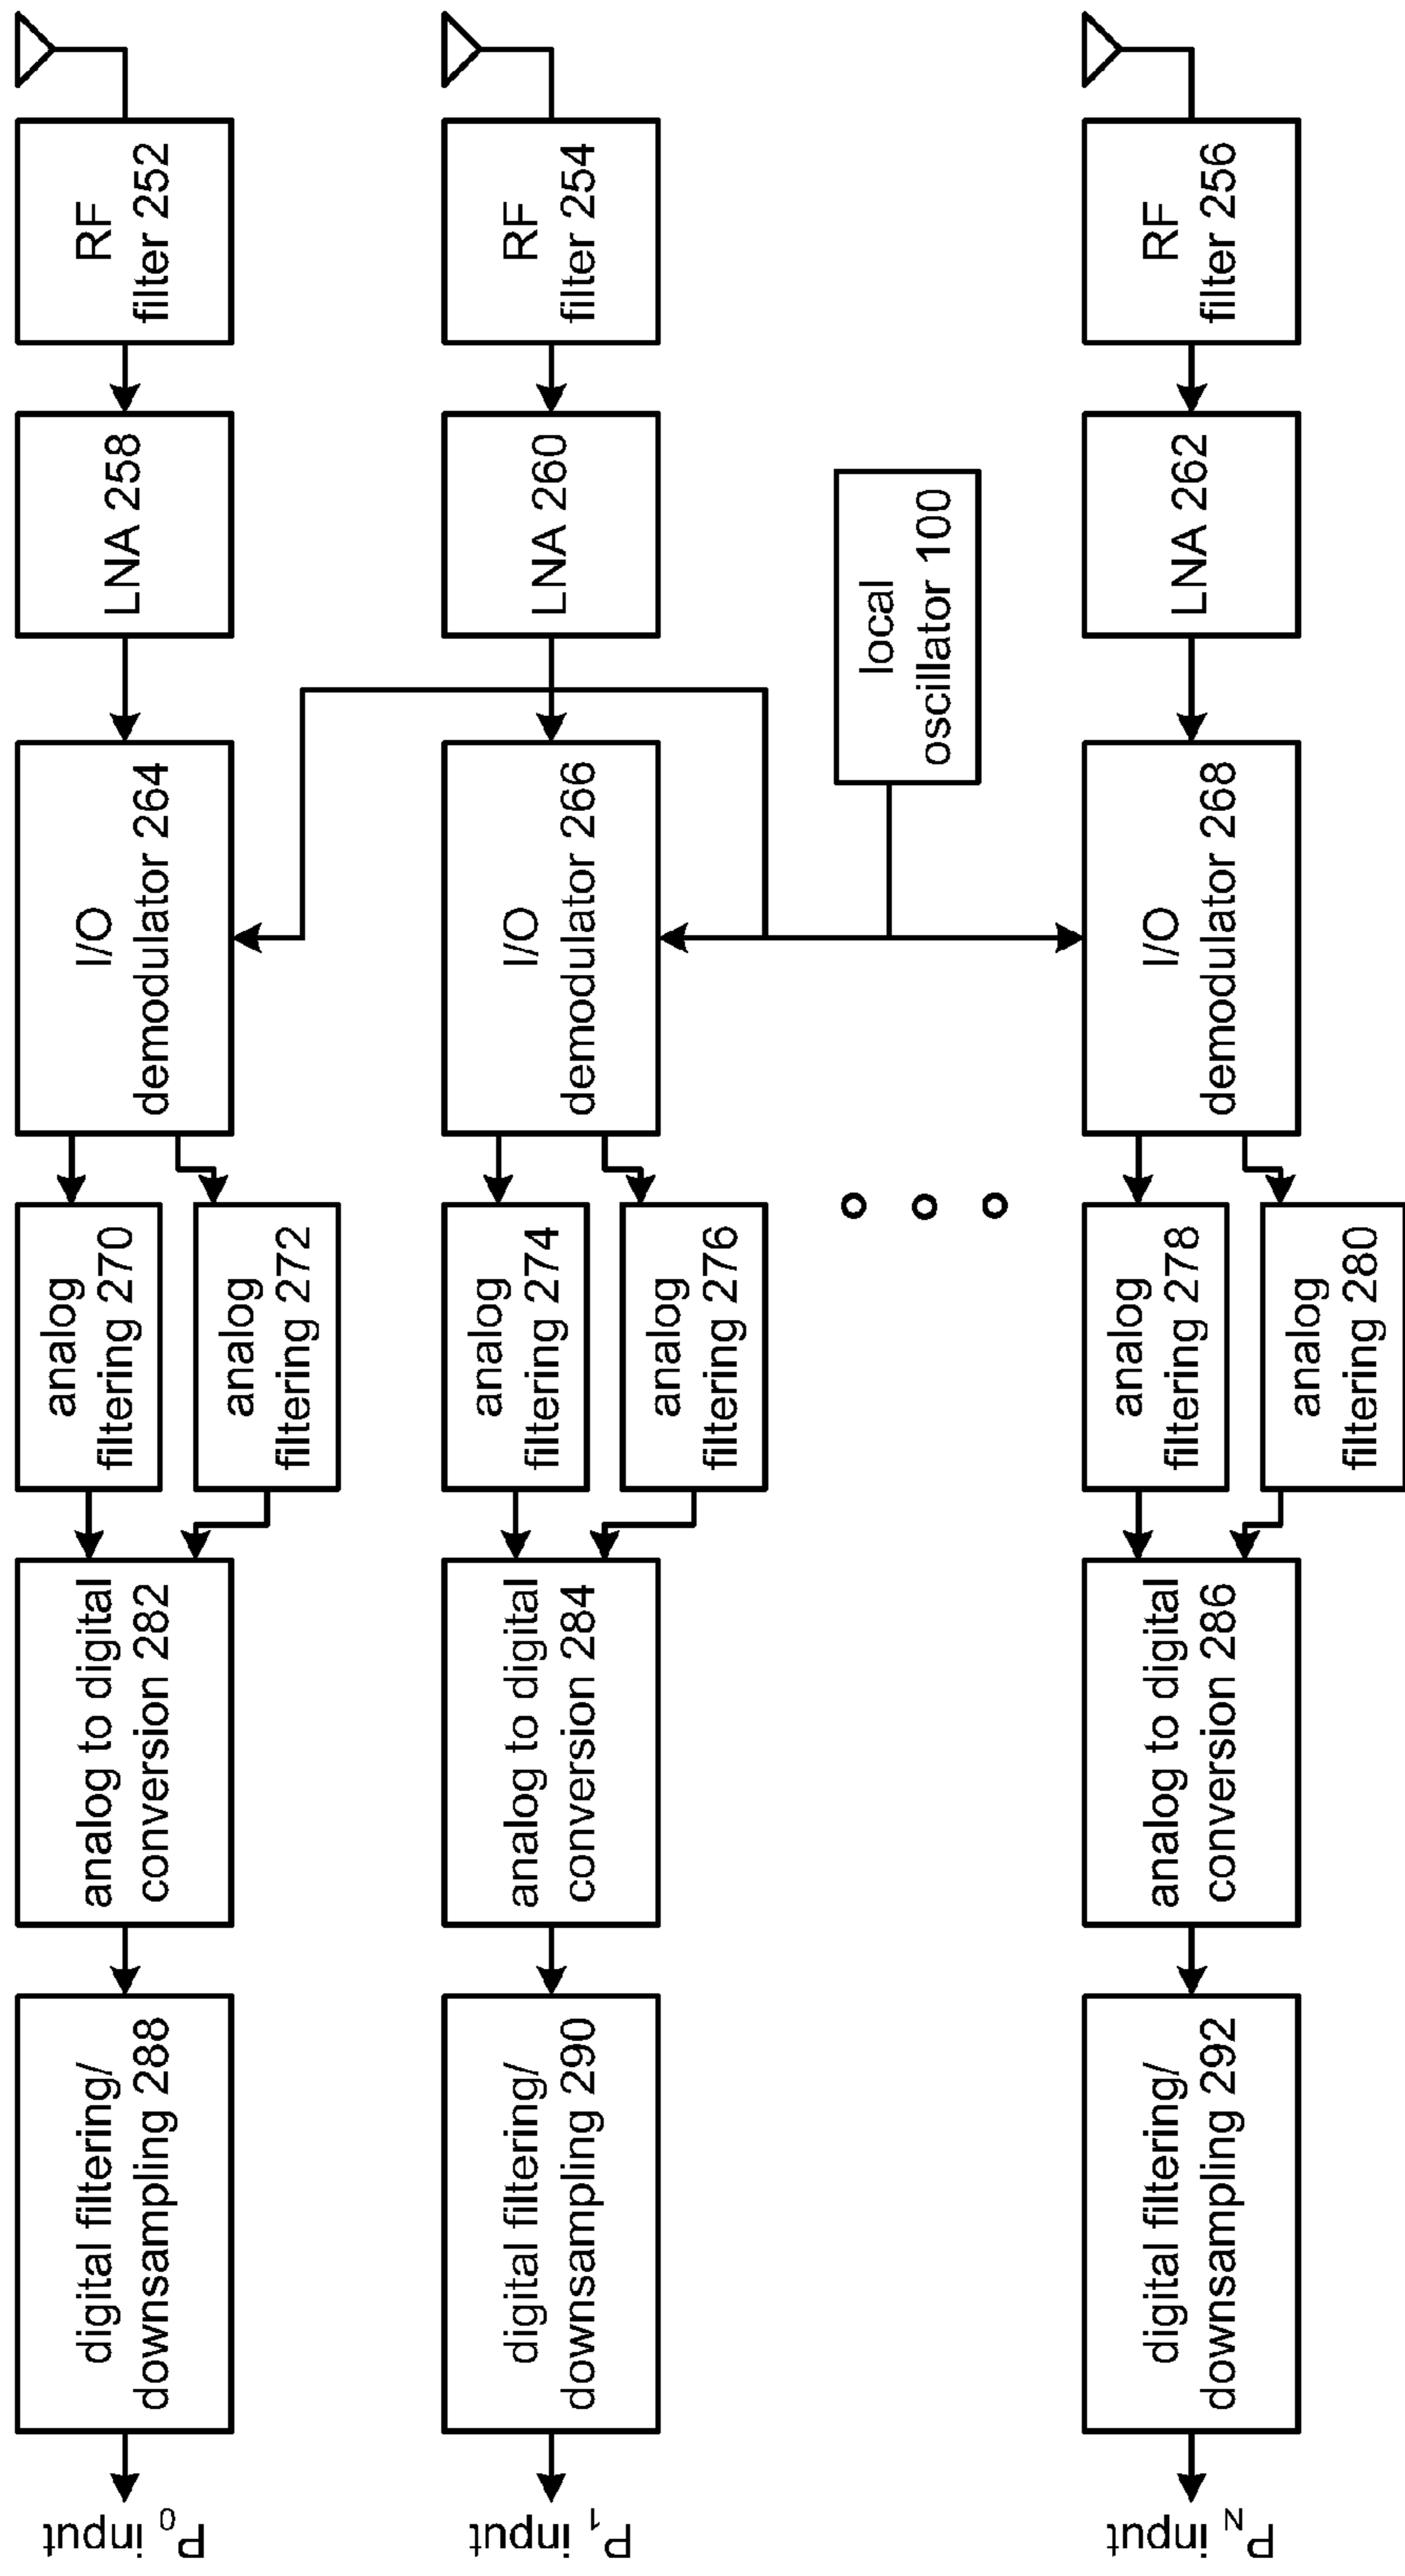 RF
filter 252
LNA 258
I/O
demodulator 264
analog
filtering 270
analog
filtering 272
analog to digital
conversion 282
digital filtering/
downsampling 288
P0 input
RF
filter 254
LNA 260
I/O
demodulator 266
analog
filtering 274
analog
filtering 276
analog to digital
conversion 284
digital filtering/
downsampling 290
P1 input
local
oscillator 100
RF
filter 256
LNA 262
I/O
demodulator 268
analog
filtering 278
analog
filtering 280
analog to digital
conversion 286
digital filtering/
downsampling 292
PN input